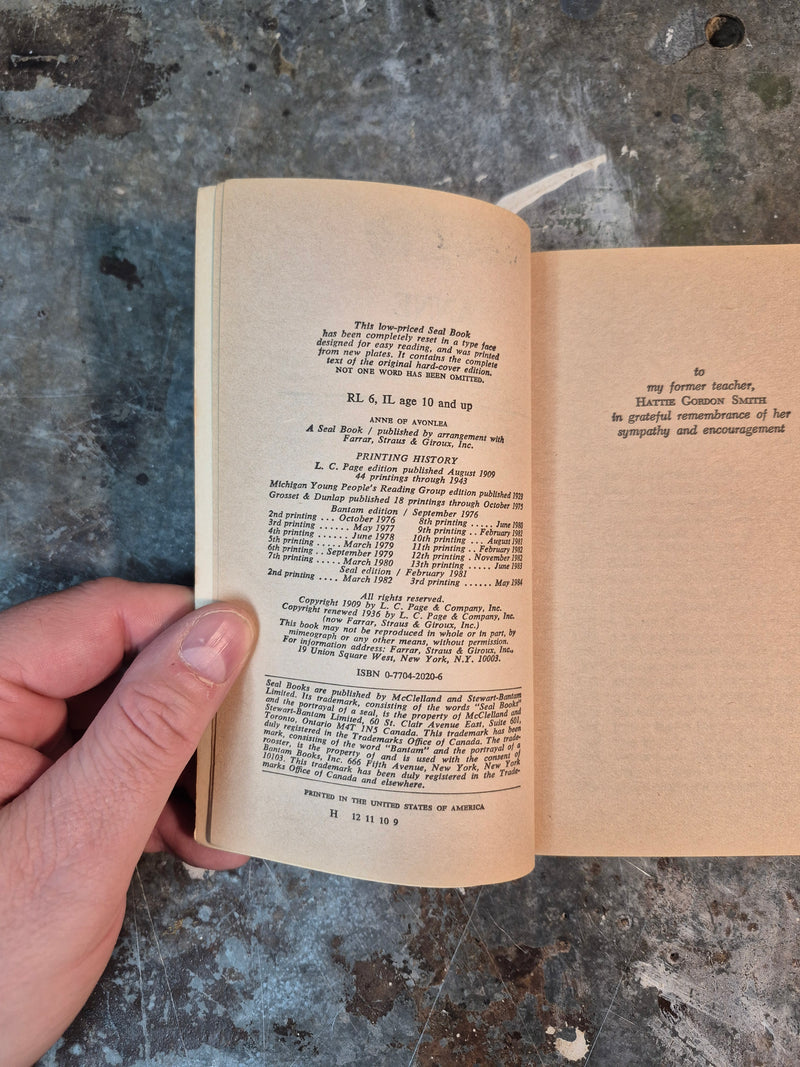 This low-priced Seal Book
has been completely reset in a type face
designed for easy reading, and was printed
from new plates. It contains the complete
text of the original hard-cover edition.
NOT ONE WORD HAS BEEN OMITTED.
RL 6, IL age 10 and up
ANNE OF AVONLEA
A Seal Book / published by arrangement with
Farrar, Straus & Giroux, Inc.
PRINTING HISTORY
L. C. Page edition published August 1909
44 printings through 1943
Michigan Young People's Reading Group edition published
Grosset & Dunlap published 18 printings through October 1975
Bantam edition / September 1976
2nd printing ... October 1976 8th printing ..... June 1980
3rd printing ...... May 1977 9th printing .. February 1981
4th printing ...... June 1978 10th printing ... August 1981
5th printing ..... March 1979 11th printing .. February 1982
6th printing .. September 1979 12th printing . November 1982
7th printing ..... March 1980 13th printing ..... June 1983
Seal edition / February 1981
2nd printing .... March 1982 3rd printing ...... May 1984
All rights reserved.
Copyright 1909 by L. C. Page & Company, Inc.
Copyright renewed 1936 by L. C. Page & Company, Inc.
(now Farrar, Straus & Giroux, Inc.)
This book may not be reproduced in whole or in part, by
mimeograph or any other means, without permission.
For information address: Farrar, Straus & Giroux, Inc.,
19 Union Square West, New York, N.Y. 10003.
ISBN 0-7704-2020-6
Seal Books are published by McClelland and Stewart-Bantam
Limited. Its trademark, consisting of the words "Seal Books"
and the portrayal of a seal, is the property of McClelland and
Stewart-Bantam Limited, 60 St. Clair Avenue East, Suite 601,
Toronto, Ontario M4T 1N5 Canada. This trademark has been
duly registered in the Trademarks Office of Canada. The trade-
mark, consisting of the word "Bantam" and the portrayal of a
rooster, is the property of and is used with the consent of
Bantam Books, Inc. 666 Fifth Avenue, New York, New York
10103. This trademark has been duly registered in the Trade-
marks Office of Canada and elsewhere.
PRINTED IN THE UNITED STATES OF AMERICA
H 12 11 10 9
to
my former teacher,
HATTIE GORDON SMITH
in grateful remembrance of her
sympathy and encouragement